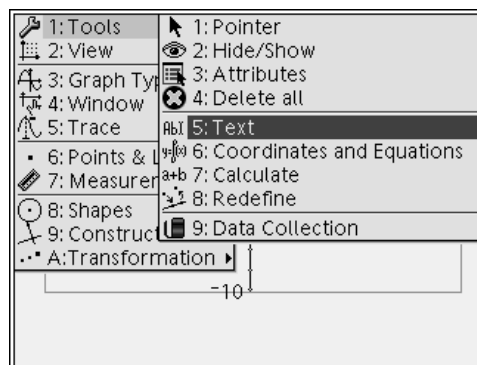 1: Tools
2: View
3: Graph Ty
4: Window
5: Trace
6: Points & L
7: Measurer
8: Shapes
9: Construct
A: Transformation
1: Pointer
2: Hide/Show
3: Attributes
4: Delete all
AbI 5: Text
y=f(x) 6: Coordinates and Equations
a+b 7: Calculate
8: Redefine
9: Data Collection
-10